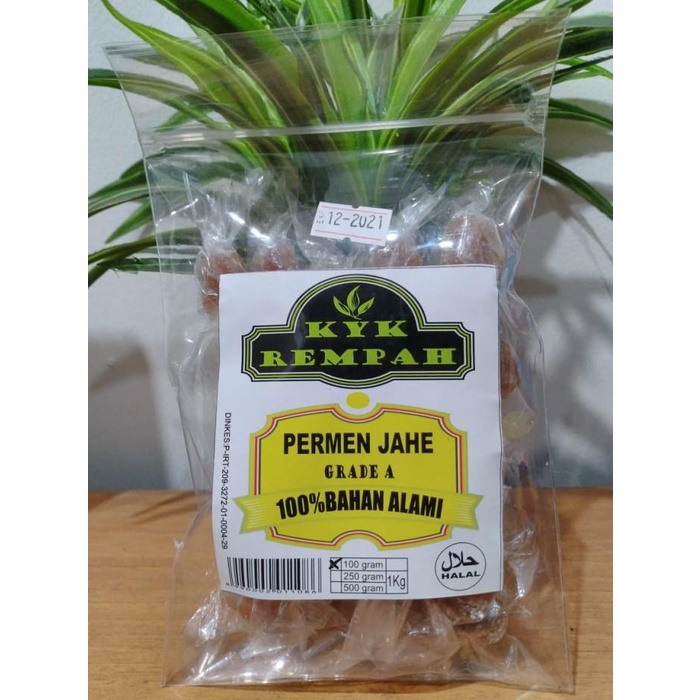 12-2021
KYK
REMPAH
PERMEN JAHE
GRADE A
100%BAHAN ALAMI
DINKES:P-IRT-209-3272-01-0004-29
100 gram
250 gram
500 gram
1Kg
حلال
HALAL